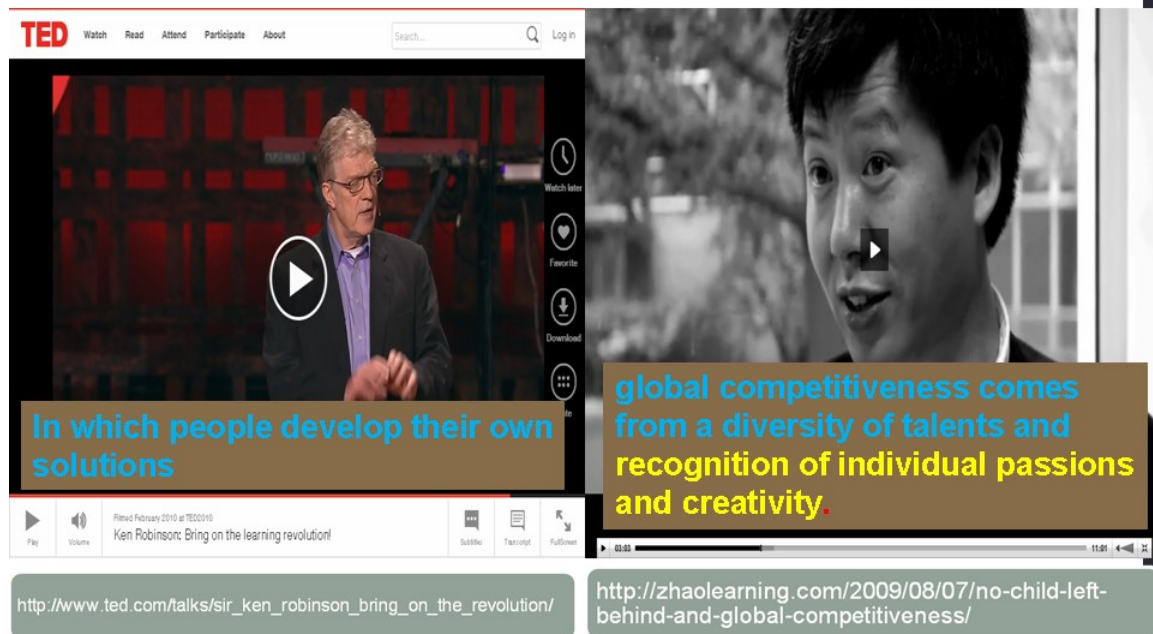 TED Watch Read Attend Participate About Search... Log in
Watch later
Favorite
Download
In which people develop their own
solutions
Filmed February 2010 at TED2010
Ken Robinson: Bring on the learning revolution!
Play Volume Subtitles Transcript FullScreen
http://www.ted.com/talks/sir_ken_robinson_bring_on_the_revolution/
global competitiveness comes
from a diversity of talents and
recognition of individual passions
and creativity.
03:03 11:01
http://zhaolearning.com/2009/08/07/no-child-left-
behind-and-global-competitiveness/